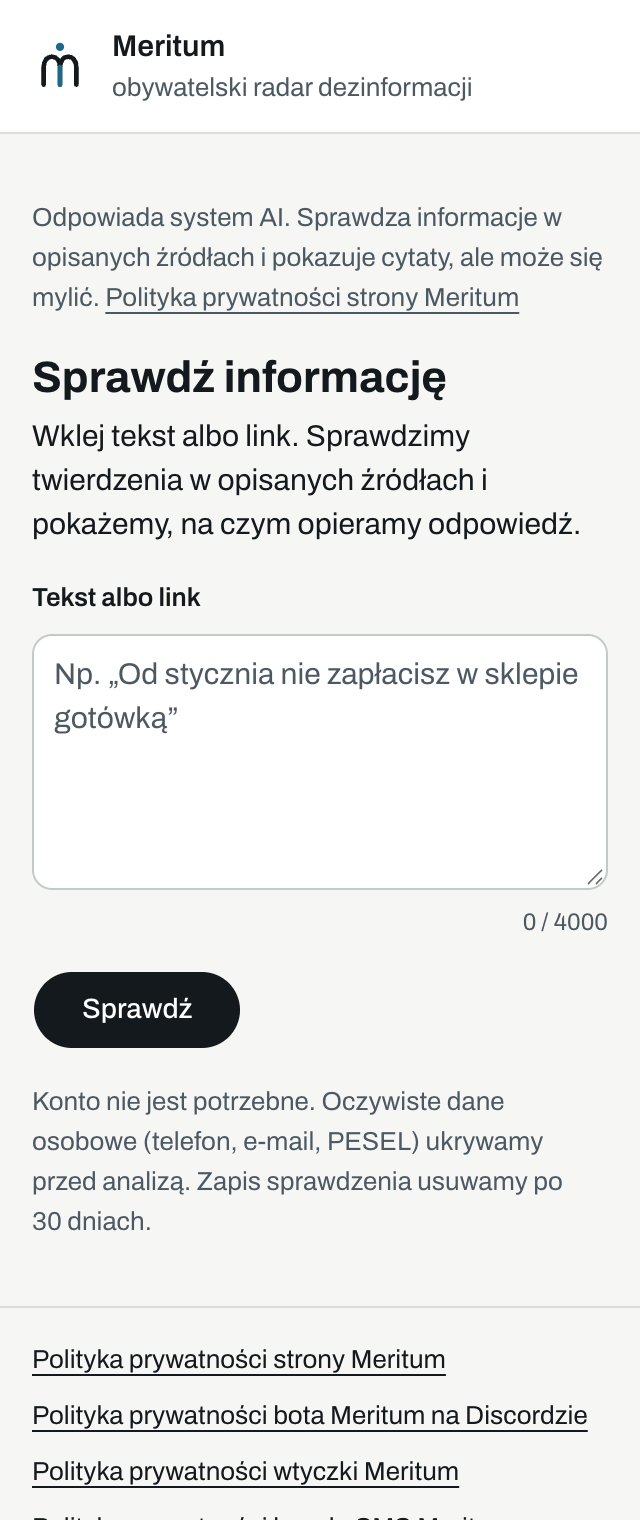 Meritum
obywatelski radar dezinformacji
Odpowiada system AI. Sprawdza informacje w
opisanych źródłach i pokazuje cytaty, ale może się
mylić. Polityka prywatności strony Meritum
Sprawdź informację
Wklej tekst albo link. Sprawdzimy
twierdzenia w opisanych źródłach i
pokażemy, na czym opieramy odpowiedź.
Tekst albo link
Np. „Od stycznia nie zapłacisz w sklepie
gotówką”
0 / 4000
Sprawdź
Konto nie jest potrzebne. Oczywiste dane
osobowe (telefon, e-mail, PESEL) ukrywamy
przed analizą. Zapis sprawdzenia usuwamy po
30 dniach.
Polityka prywatności strony Meritum
Polityka prywatności bota Meritum na Discordzie
Polityka prywatności wtyczki Meritum